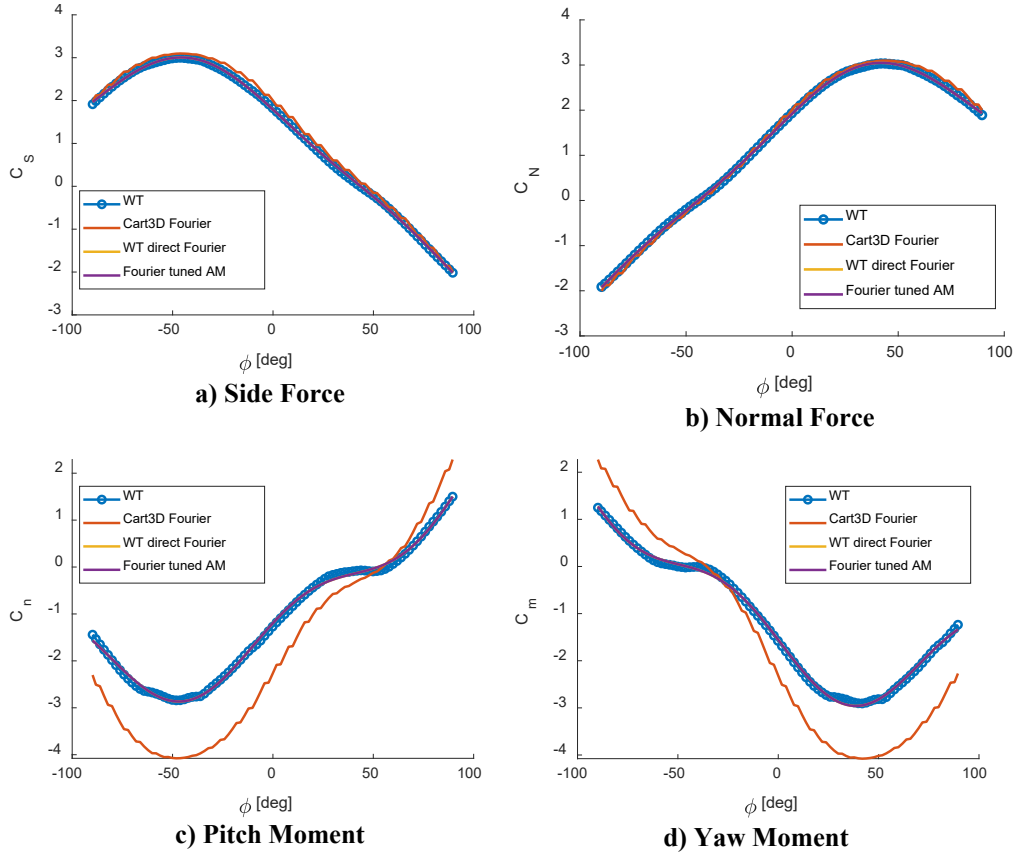 4
3
2
1
0
-1
-2
-3
C_S
WT
Cart3D Fourier
WT direct Fourier
Fourier tuned AM
-100 -50 0 50 100
ϕ [deg]
a) Side Force
4
3
2
1
0
-1
-2
-3
C_N
WT
Cart3D Fourier
WT direct Fourier
Fourier tuned AM
-100 -50 0 50 100
ϕ [deg]
b) Normal Force
2
1
0
-1
-2
-3
-4
C_n
WT
Cart3D Fourier
WT direct Fourier
Fourier tuned AM
-100 -50 0 50 100
ϕ [deg]
c) Pitch Moment
2
1
0
-1
-2
-3
-4
C_m
WT
Cart3D Fourier
WT direct Fourier
Fourier tuned AM
-100 -50 0 50 100
ϕ [deg]
d) Yaw Moment